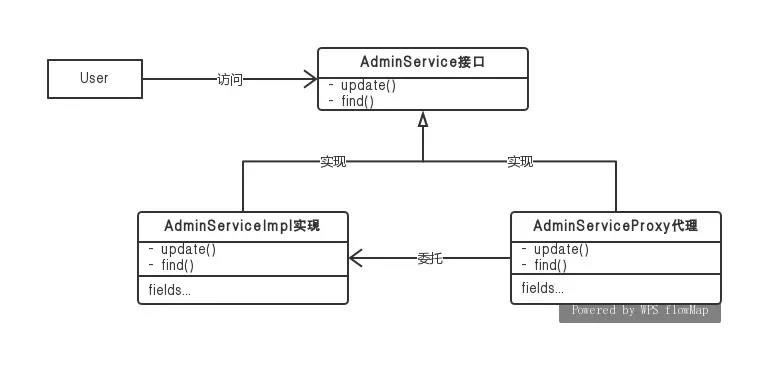 User
访问
AdminService接口
- update()
- find()
实现
实现
AdminServiceImpl实现
- update()
- find()
fields...
委托
AdminServiceProxy代理
- update()
- find()
fields...
Powered by WPS flowMap